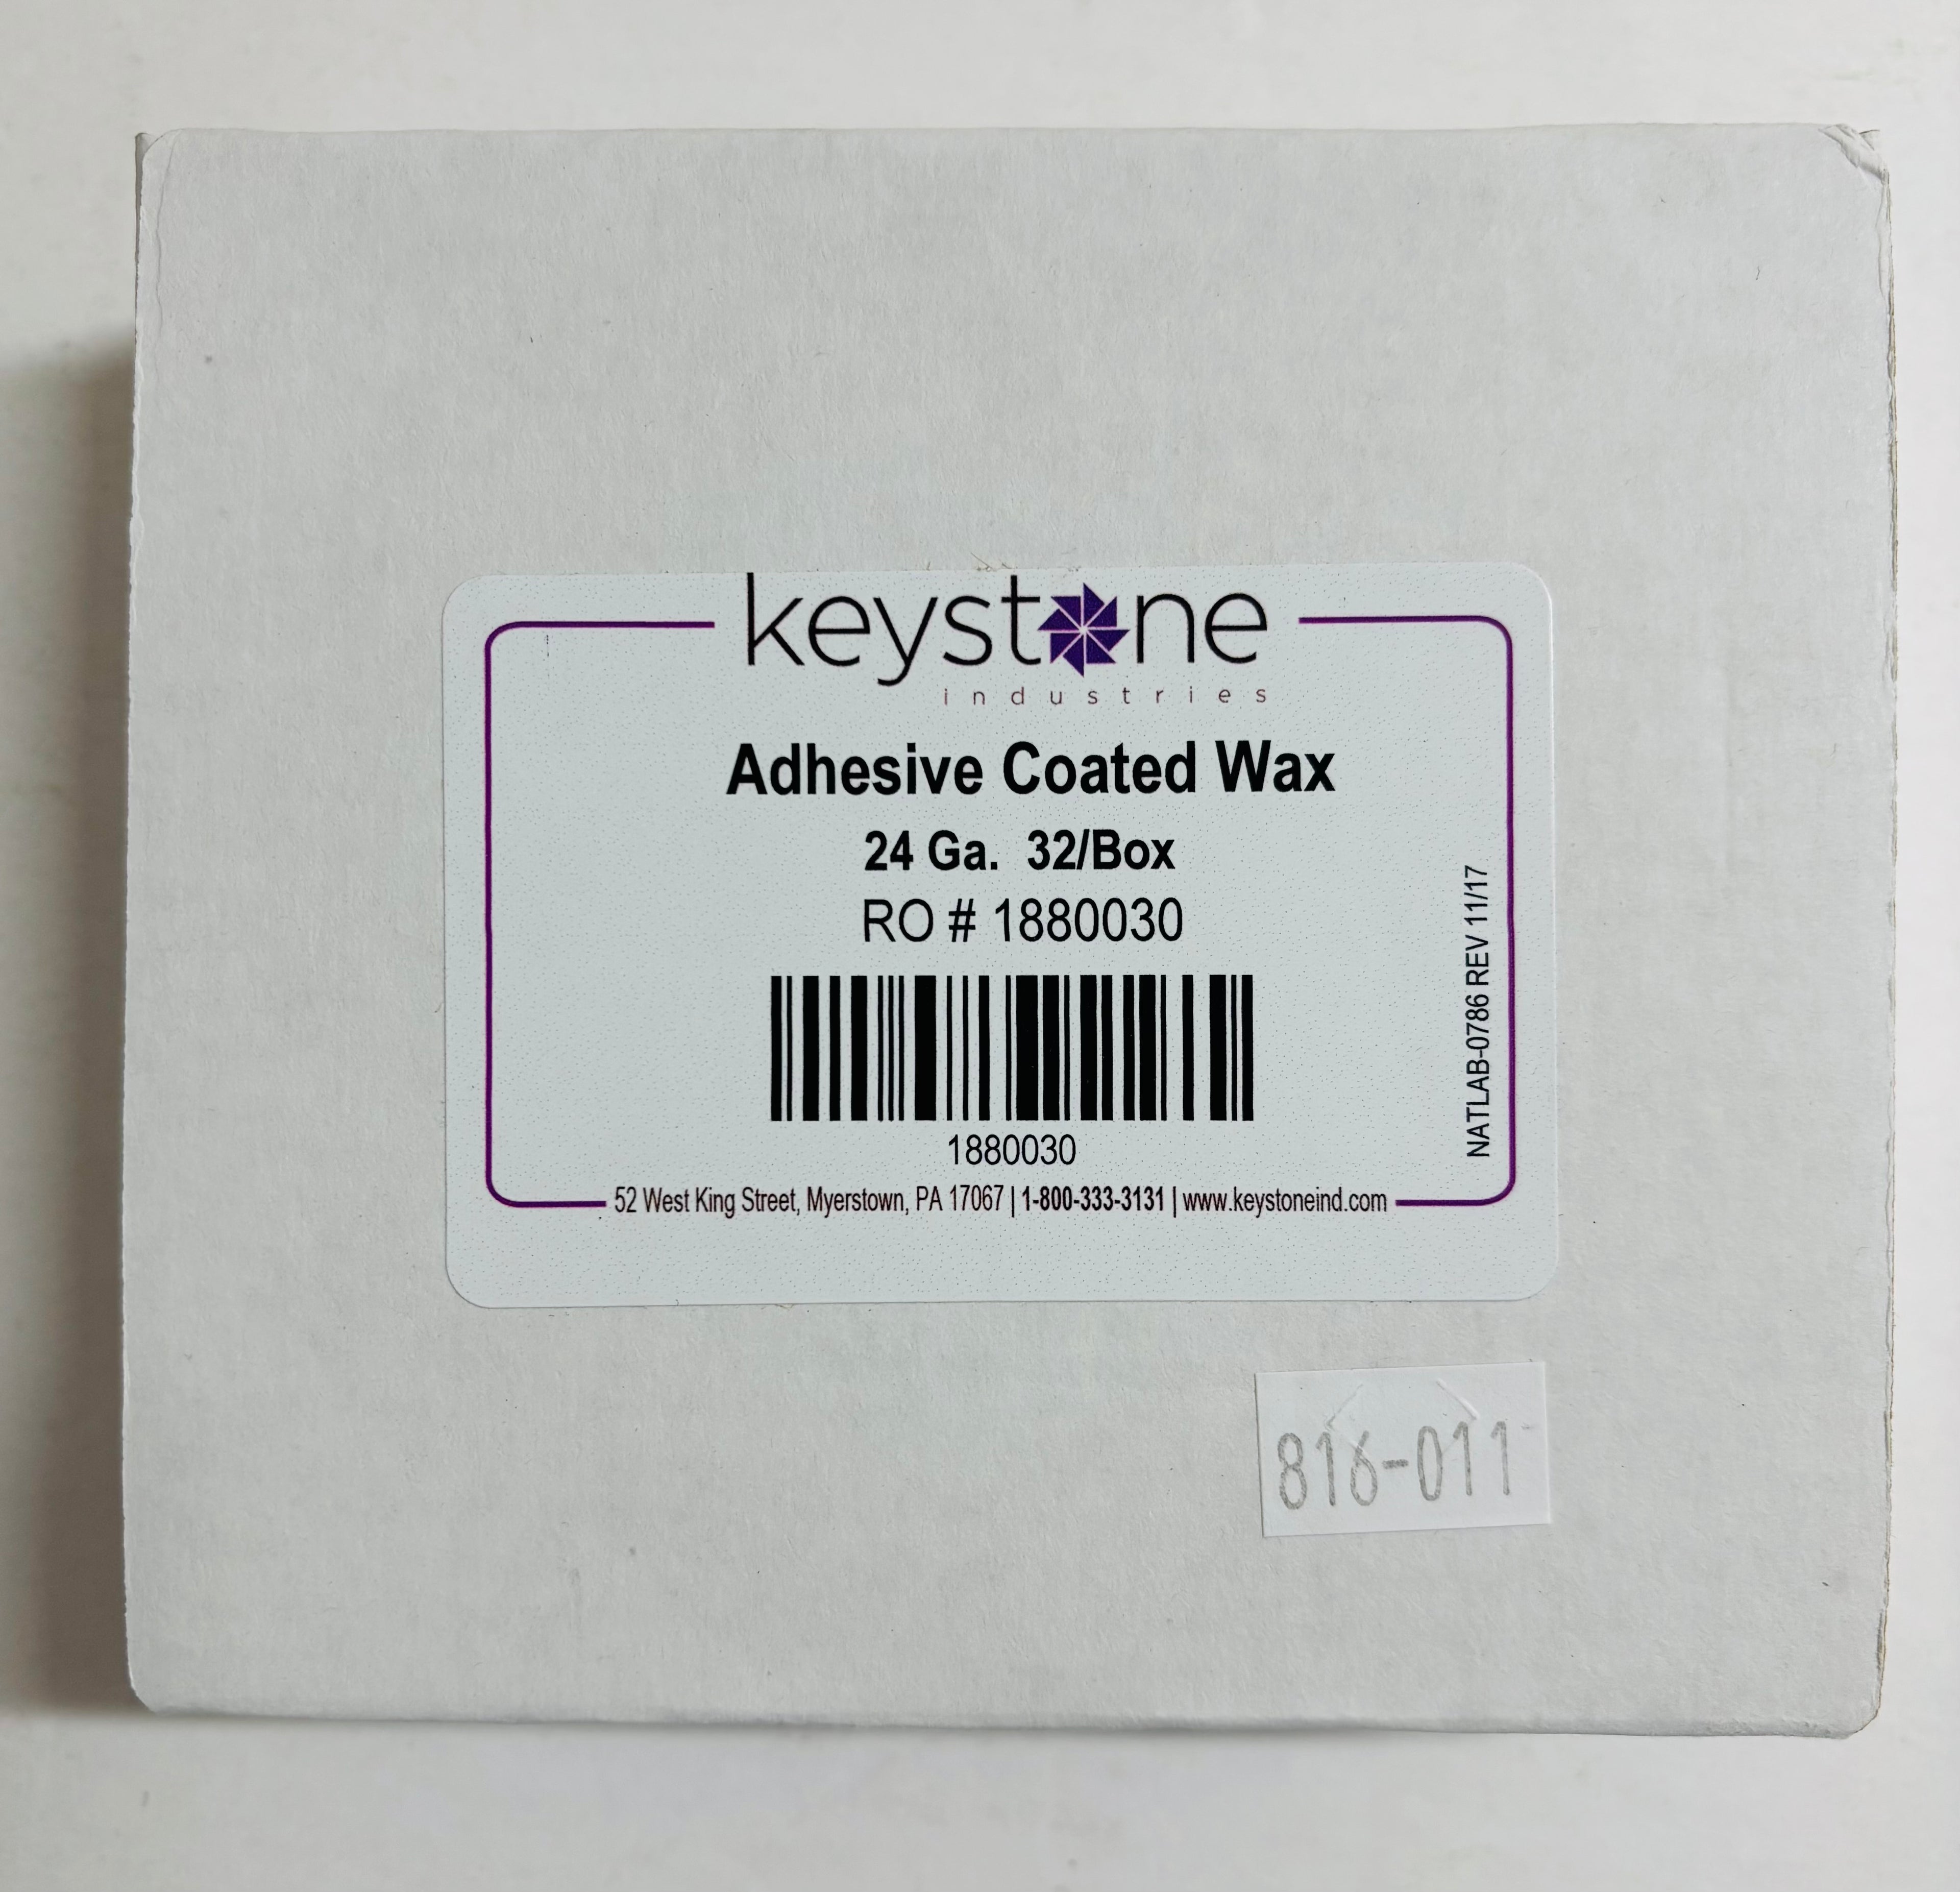 keystone
industries
Adhesive Coated Wax
24 Ga. 32/Box
RO # 1880030
1880030
NATLAB-0786 REV 11/17
52 West King Street, Myerstown, PA 17067 | 1-800-333-3131 | www.keystoneind.com
816-011